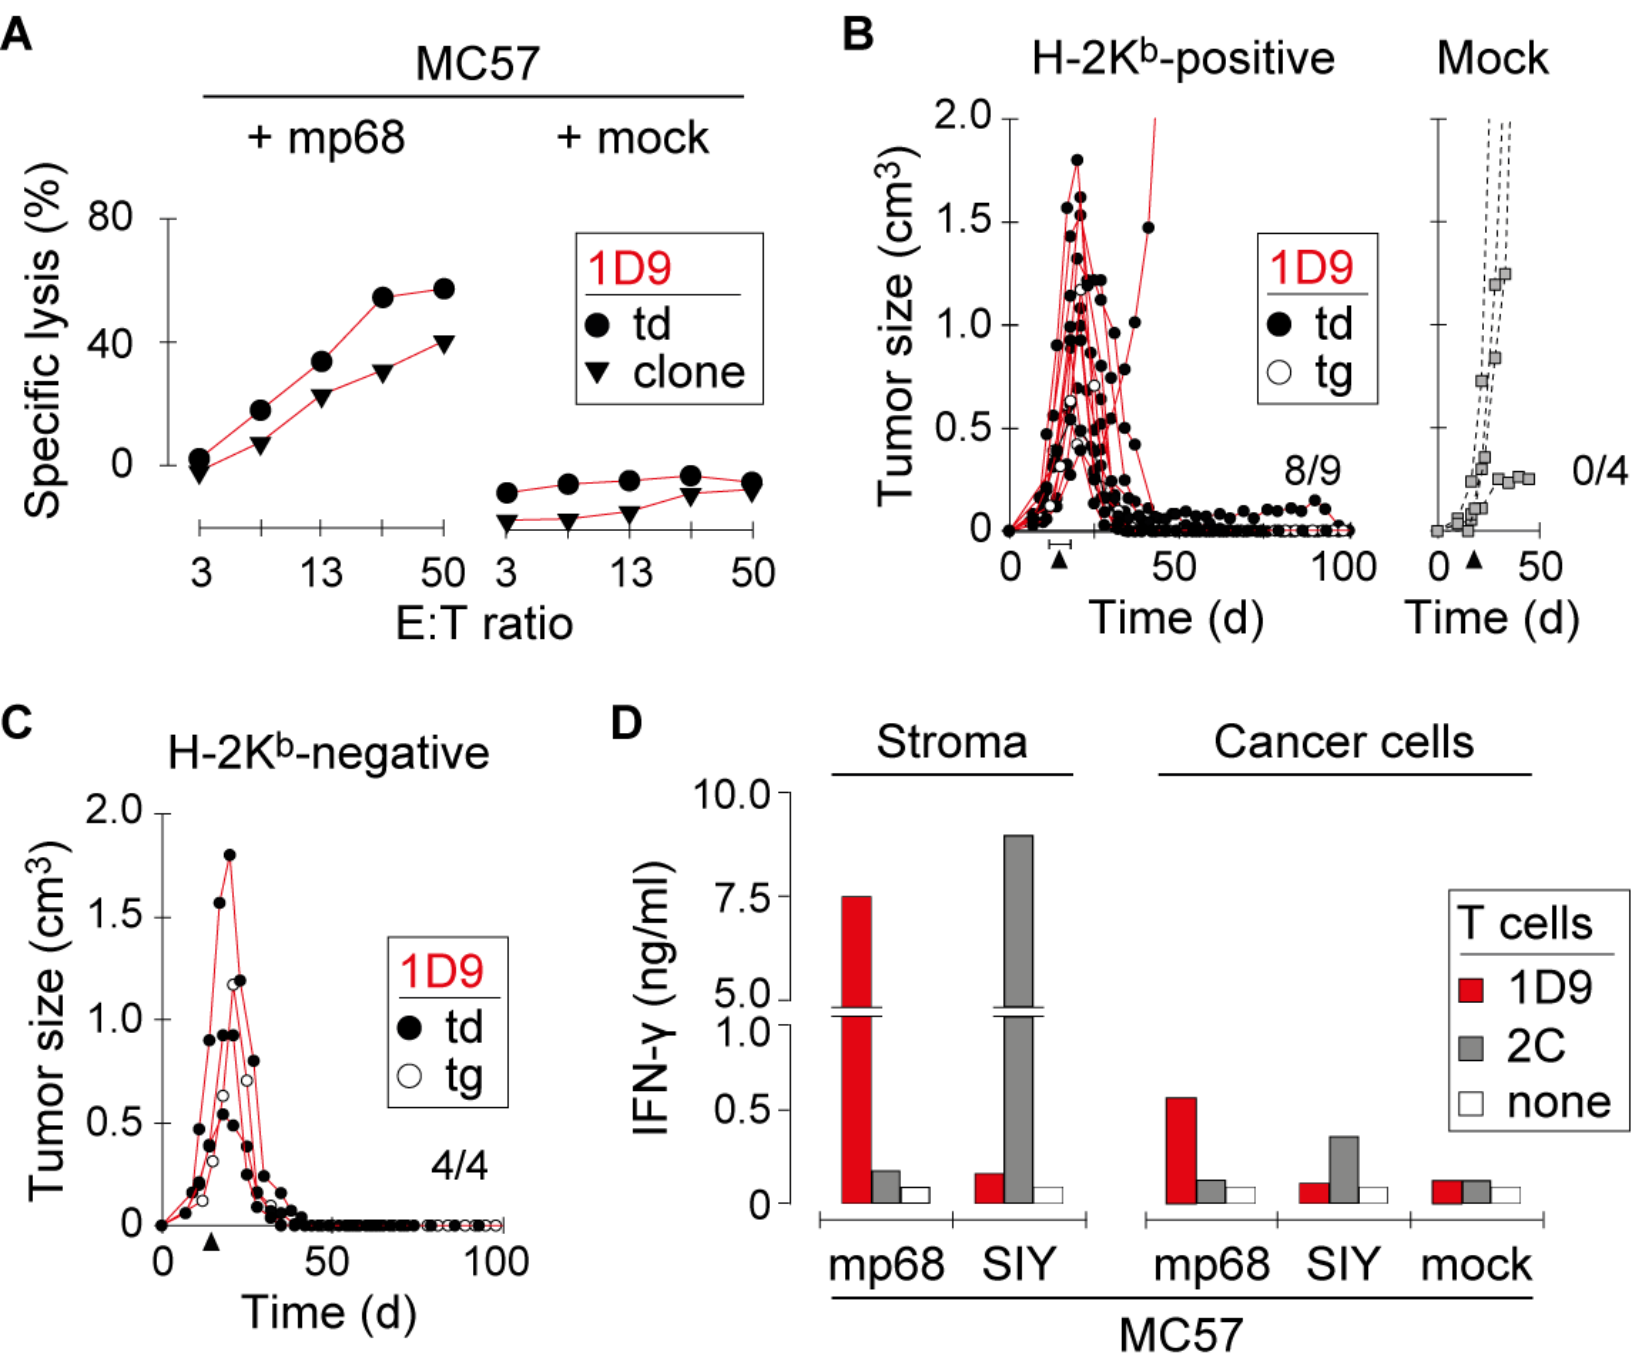 A
MC57
+ mp68
+ mock
Specific lysis (%)
80
40
0
1D9
td
clone
3
13
50
3
13
50
E:T ratio
B
H-2Kᵇ-positive
Mock
Tumor size (cm³)
2.0
1.5
1.0
0.5
0
1D9
td
tg
8/9
0/4
0
50
100
0
50
Time (d)
Time (d)
C
H-2Kᵇ-negative
Tumor size (cm³)
2.0
1.5
1.0
0.5
0
1D9
td
tg
4/4
0
50
100
Time (d)
D
Stroma
Cancer cells
IFN-γ (ng/ml)
10.0
7.5
5.0
1.0
0.5
0
T cells
1D9
2C
none
mp68
SIY
mp68
SIY
mock
MC57